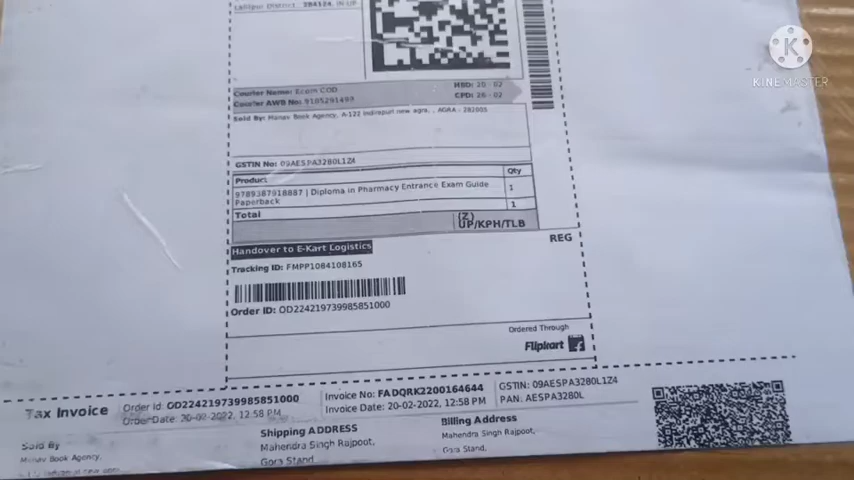 Lalitpur District, 284124, IN-UP
Courier Name: Ecom COD
Courier AWB No: 9105291499
HBD: 20 - 02
CPD: 26 - 02
Sold By: Manav Book Agency, A-122 indrapuri new agra, , AGRA - 282005
GSTIN No: 09AESPA3280L1Z4
Product Qty
9789387918887 | Diploma in Pharmacy Entrance Exam Guide 1
Paperback
Total 1
(Z)
UP/KPH/TLB
Handover to E-Kart Logistics
REG
Tracking ID: FMPP1084108165
Order ID: OD224219739985851000
Ordered Through
Flipkart
Tax Invoice
Order Id: OD224219739985851000
Order Date: 20-02-2022, 12:58 PM
Invoice No: FADQRK2200164644
Invoice Date: 20-02-2022, 12:58 PM
GSTIN: 09AESPA3280L1Z4
PAN: AESPA3280L
Sold By
Manav Book Agency,
Shipping ADDRESS
Mahendra Singh Rajpoot,
Gora Stand
Billing Address
Mahendra Singh Rajpoot,
Gora Stand,
KINEMASTER